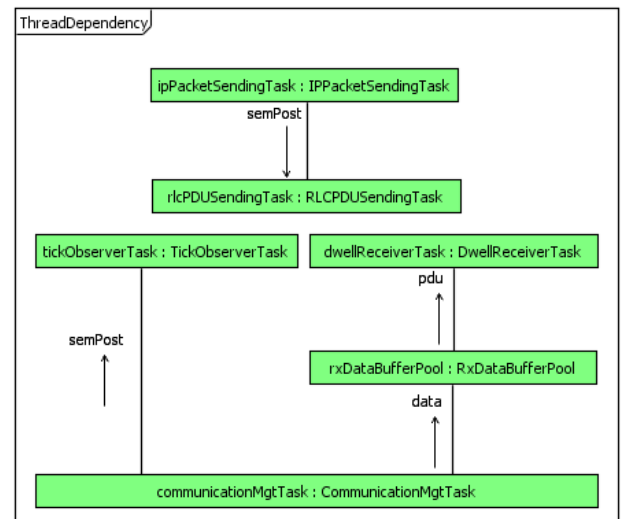 ThreadDependency
ipPacketSendingTask : IPPacketSendingTask
semPost
rlcPDUSendingTask : RLCPDUSendingTask
tickObserverTask : TickObserverTask
dwellReceiverTask : DwellReceiverTask
pdu
semPost
rxDataBufferPool : RxDataBufferPool
data
communicationMgtTask : CommunicationMgtTask